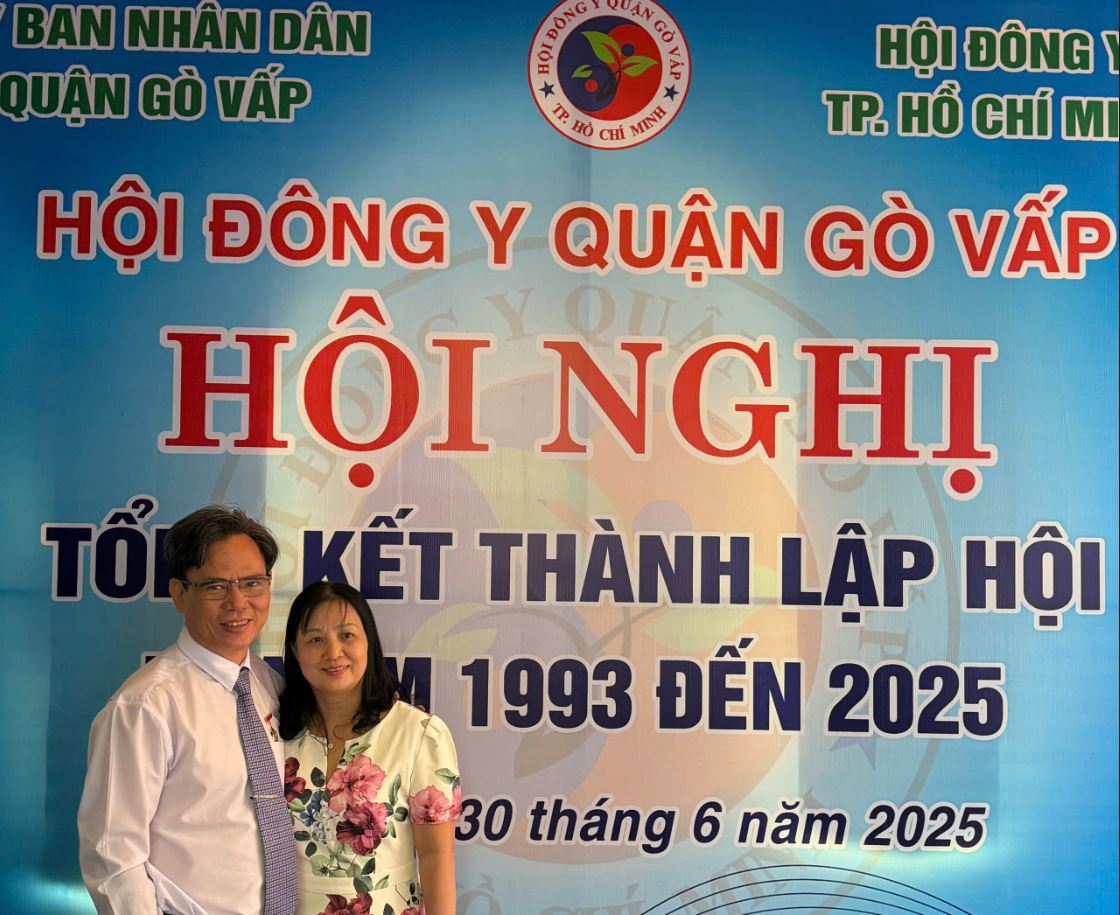 BAN NHÂN DÂN
QUẬN GÒ VẤP
HỘI ĐÔNG Y QUẬN GÒ VẤP
TP. HỒ CHÍ MINH
HỘI ĐÔNG Y
TP. HỒ CHÍ MI
HỘI ĐÔNG Y QUẬN GÒ VẤP
HỘI NGHỊ
KẾT THÀNH LẬP HỘI
1993 ĐẾN 2025
30 tháng 6 năm 2025